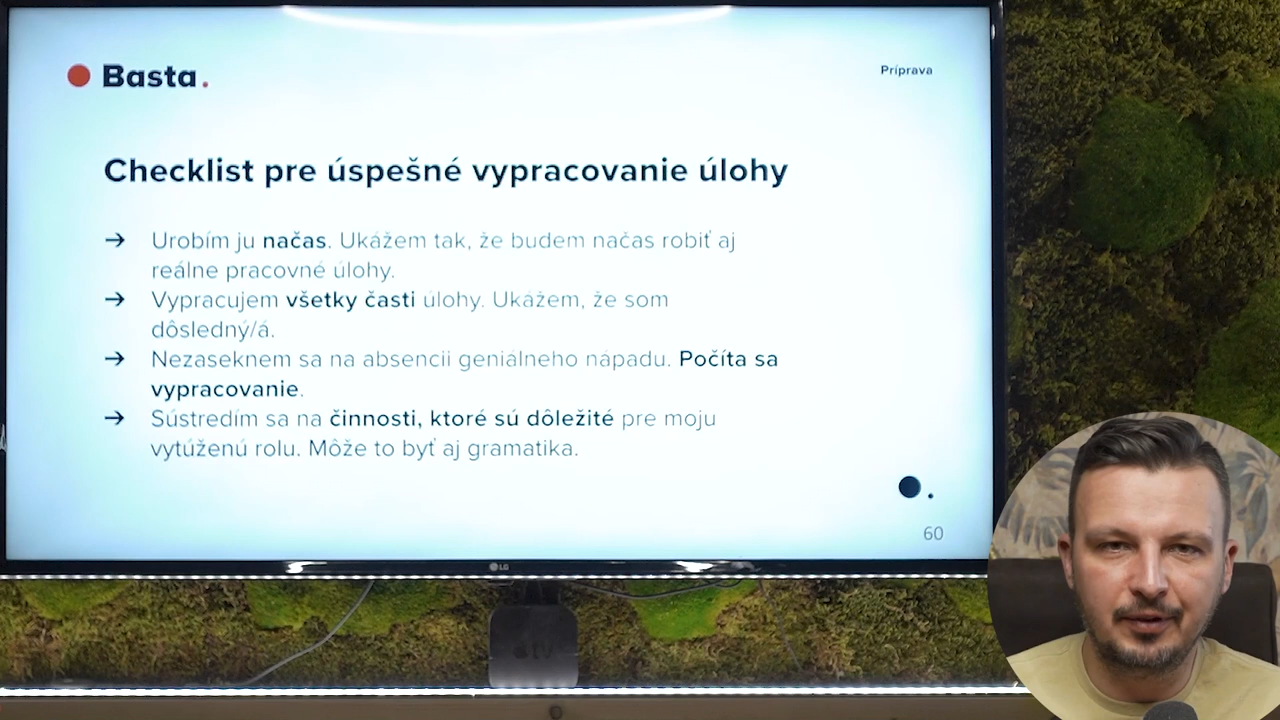 Basta.
Príprava
Checklist pre úspešné vypracovanie úlohy
→ Urobím ju načas. Ukážem tak, že budem načas robiť aj
reálne pracovné úlohy.
→ Vypracujem všetky časti úlohy. Ukážem, že som
dôsledný/á.
→ Nezaseknem sa na absencii geniálneho nápadu. Počíta sa
vypracovanie.
→ Sústredím sa na činnosti, ktoré sú dôležité pre moju
vytúženú rolu. Môže to byť aj gramatika.
60
LG
tv